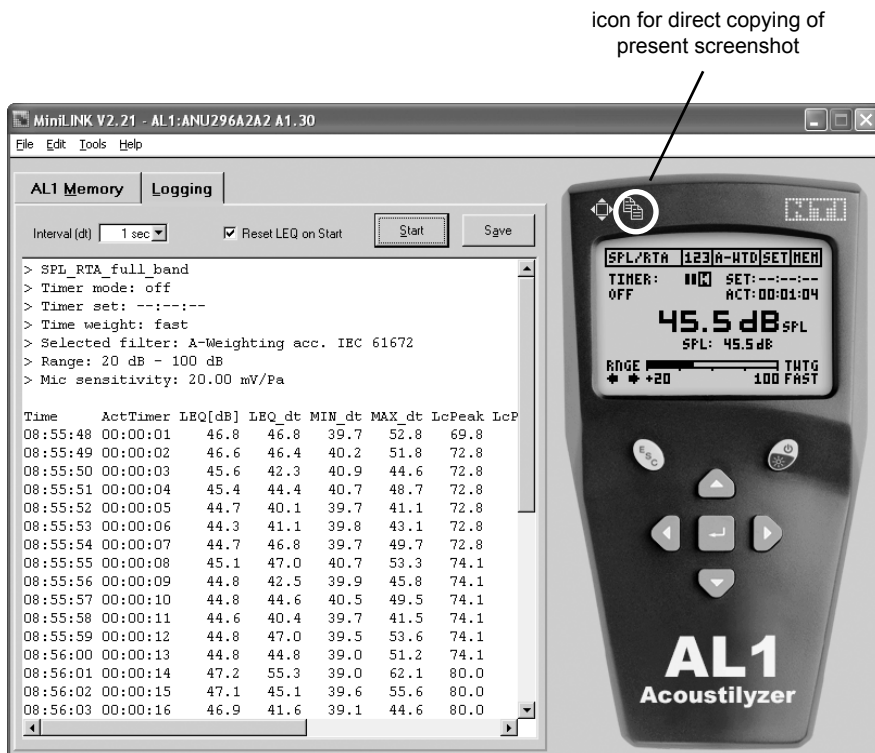 icon for direct copying of
present screenshot
MiniLINK V2.21 - AL1:ANU296A2A2 A1.30
File Edit Tools Help
AL1 Memory Logging
Interval (dt) 1 sec Reset LEQ on Start Start Save
> SPL_RTA_full_band
> Timer mode: off
> Timer set: --:--:--
> Time weight: fast
> Selected filter: A-Weighting acc. IEC 61672
> Range: 20 dB - 100 dB
> Mic sensitivity: 20.00 mV/Pa
Time ActTimer LEQ[dB] LEQ_dt MIN_dt MAX_dt LcPeak LcP
08:55:48 00:00:01 46.8 46.8 39.7 52.8 69.8
08:55:49 00:00:02 46.6 46.4 40.2 51.8 72.8
08:55:50 00:00:03 45.6 42.3 40.9 44.6 72.8
08:55:51 00:00:04 45.4 44.4 40.7 48.7 72.8
08:55:52 00:00:05 44.7 40.1 39.7 41.1 72.8
08:55:53 00:00:06 44.3 41.1 39.8 43.1 72.8
08:55:54 00:00:07 44.7 46.8 39.7 49.7 72.8
08:55:55 00:00:08 45.1 47.0 40.7 53.3 74.1
08:55:56 00:00:09 44.8 42.5 39.9 45.8 74.1
08:55:57 00:00:10 44.8 44.6 40.5 49.5 74.1
08:55:58 00:00:11 44.6 40.4 39.7 41.5 74.1
08:55:59 00:00:12 44.8 47.0 39.5 53.6 74.1
08:56:00 00:00:13 44.8 44.8 39.0 51.2 74.1
08:56:01 00:00:14 47.2 55.3 39.0 62.1 80.0
08:56:02 00:00:15 47.1 45.1 39.6 55.6 80.0
08:56:03 00:00:16 46.9 41.6 39.1 44.6 80.0
NTI
SPL/RTA 123 A-WTD SET MEM
TIMER: H SET:--:--:--
OFF ACT:00:01:04
45.5 dB SPL
SPL: 45.5 dB
RNGE TWTG
+20 100 FAST
ESC
AL1
Acoustilyzer